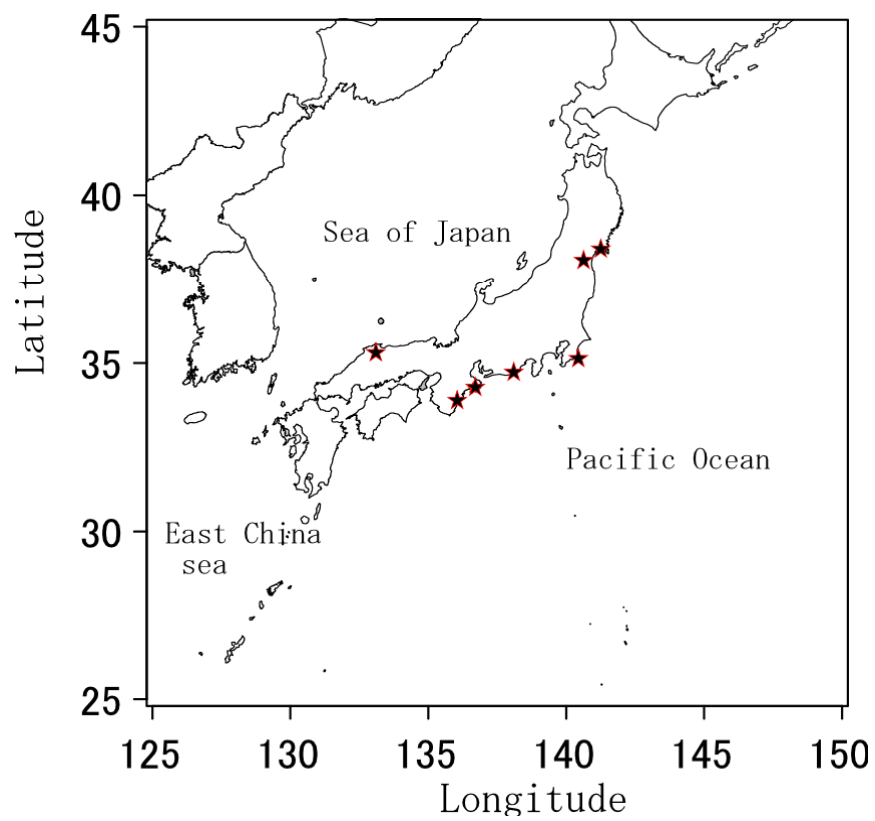 45
40
35
30
25
Latitude
Sea of Japan
Pacific Ocean
East China
sea
125 130 135 140 145 150
Longitude